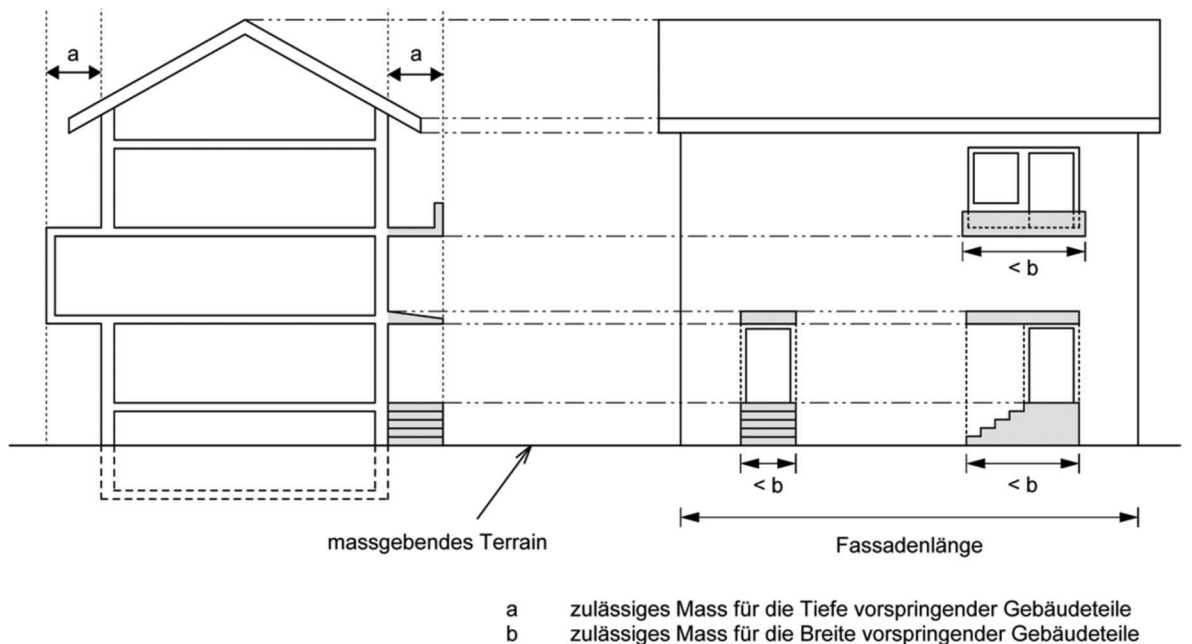 a
a
< b
< b
< b
massgebendes Terrain
Fassadenlänge
a zulässiges Mass für die Tiefe vorspringender Gebäudeteile
b zulässiges Mass für die Breite vorspringender Gebäudeteile